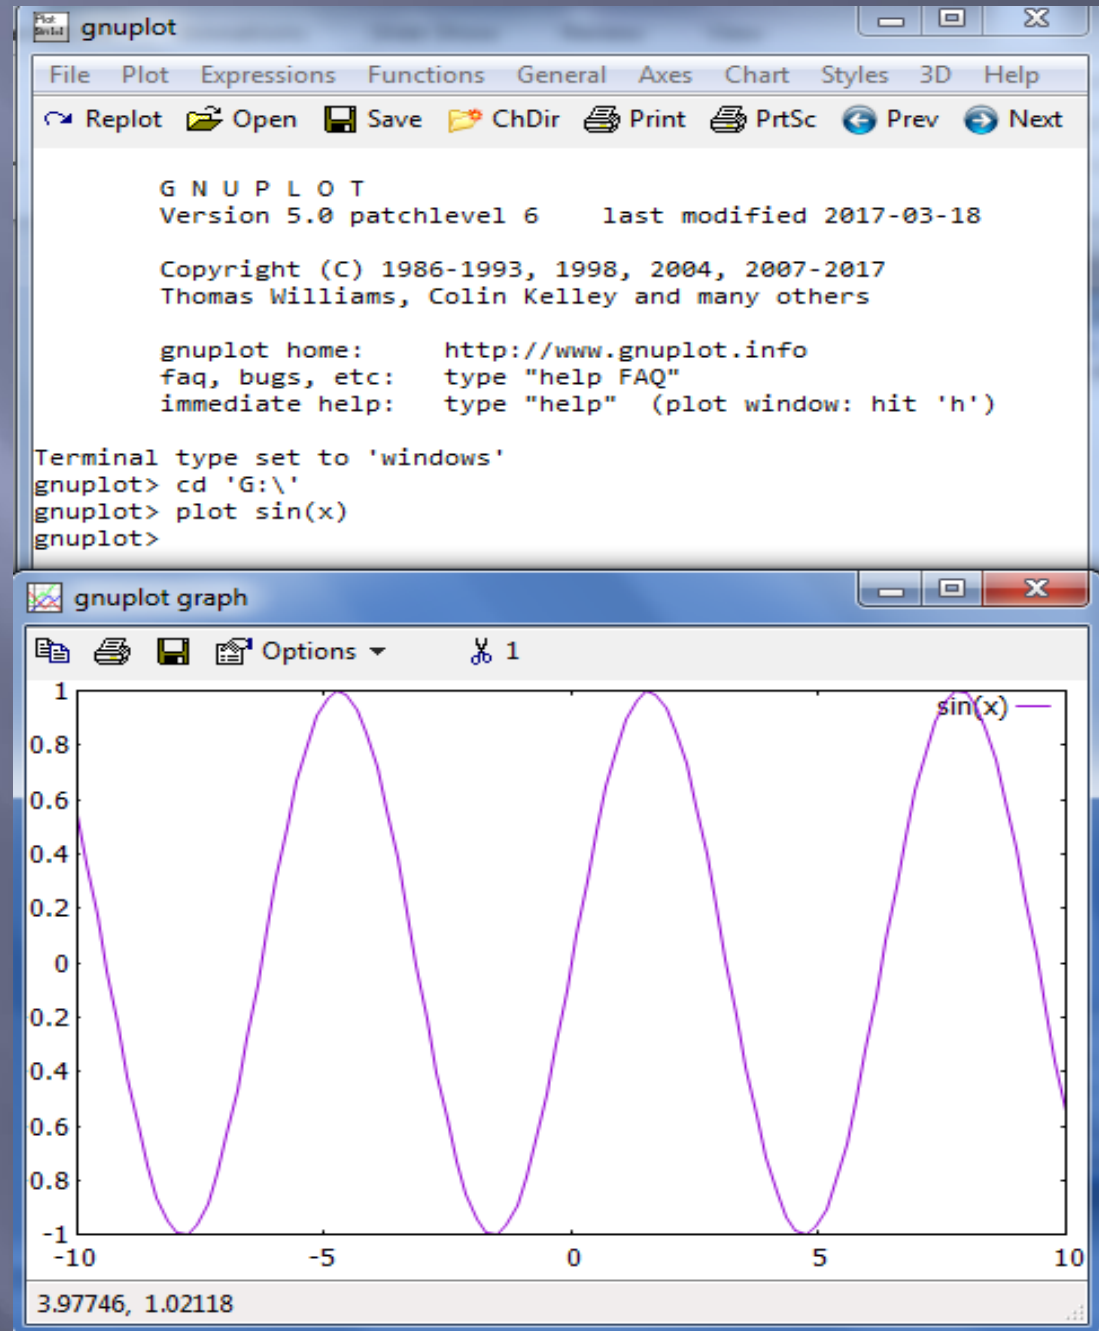 gnuplot
File Plot Expressions Functions General Axes Chart Styles 3D Help
Replot Open Save ChDir Print PrtSc Prev Next
G N U P L O T
Version 5.0 patchlevel 6 last modified 2017-03-18
Copyright (C) 1986-1993, 1998, 2004, 2007-2017
Thomas Williams, Colin Kelley and many others
gnuplot home: http://www.gnuplot.info
faq, bugs, etc: type "help FAQ"
immediate help: type "help" (plot window: hit 'h')
Terminal type set to 'windows'
gnuplot> cd 'G:\'
gnuplot> plot sin(x)
gnuplot>
gnuplot graph
Options 1
1
sin(x)
0.8
0.6
0.4
0.2
0
0.2
0.4
0.6
0.8
-1
-10 -5 0 5 10
3.97746, 1.02118